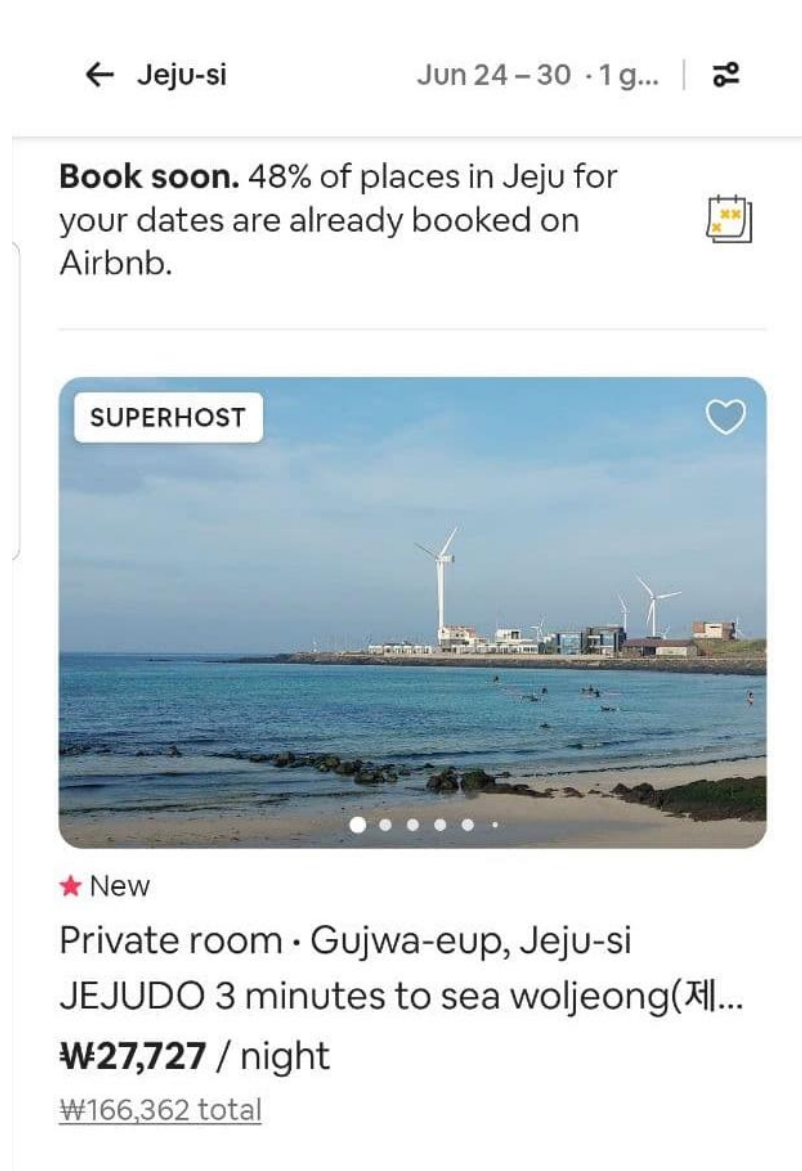 Jeju-si
Jun 24 – 30 · 1 g...
Book soon. 48% of places in Jeju for
your dates are already booked on
Airbnb.
SUPERHOST
New
Private room · Gujwa-eup, Jeju-si
JEJUDO 3 minutes to sea woljeong(제...
₩27,727 / night
₩166,362 total